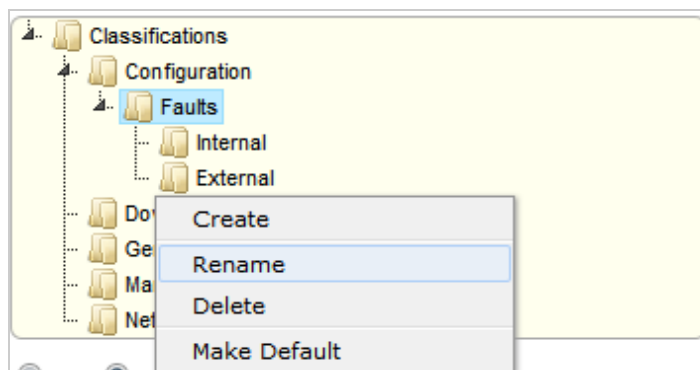 Classifications
Configuration
Faults
Internal
External
Create
Rename
Delete
Make Default